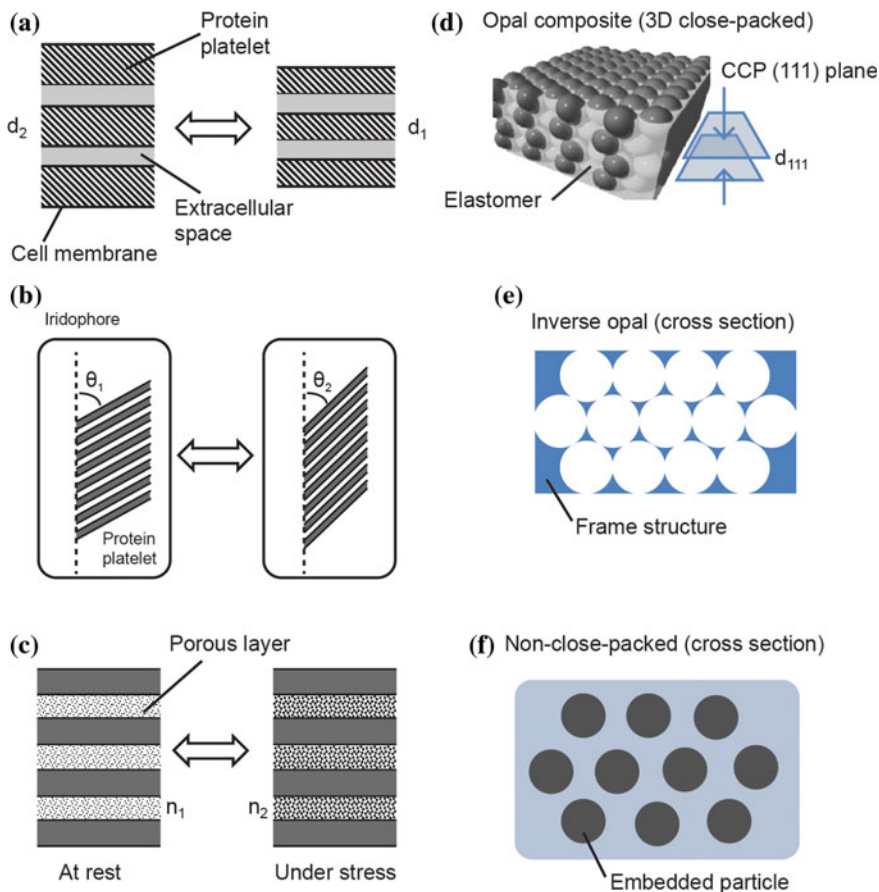 (a)
Protein
platelet
d2
d1
Extracellular
space
Cell membrane
(b)
Iridophore
θ1
θ2
Protein
platelet
(c)
Porous layer
n1
n2
At rest
Under stress
(d) Opal composite (3D close-packed)
CCP (111) plane
d111
Elastomer
(e)
Inverse opal (cross section)
Frame structure
(f) Non-close-packed (cross section)
Embedded particle